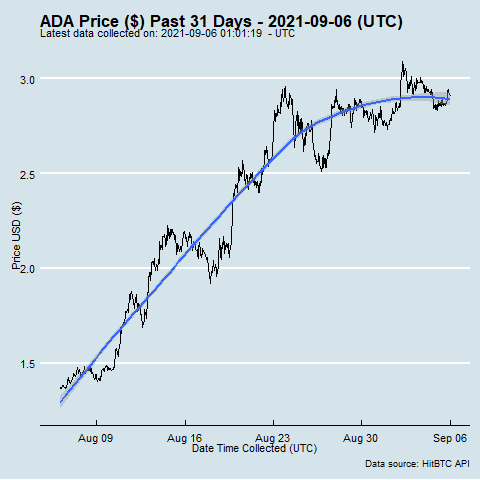 ADA Price ($) Past 31 Days - 2021-09-06 (UTC)
Latest data collected on: 2021-09-06 01:01:19 - UTC
3.0
2.5
2.0
1.5
Price USD ($)
Aug 09 Aug 16 Aug 23 Aug 30 Sep 06
Date Time Collected (UTC)
Data source: HitBTC API